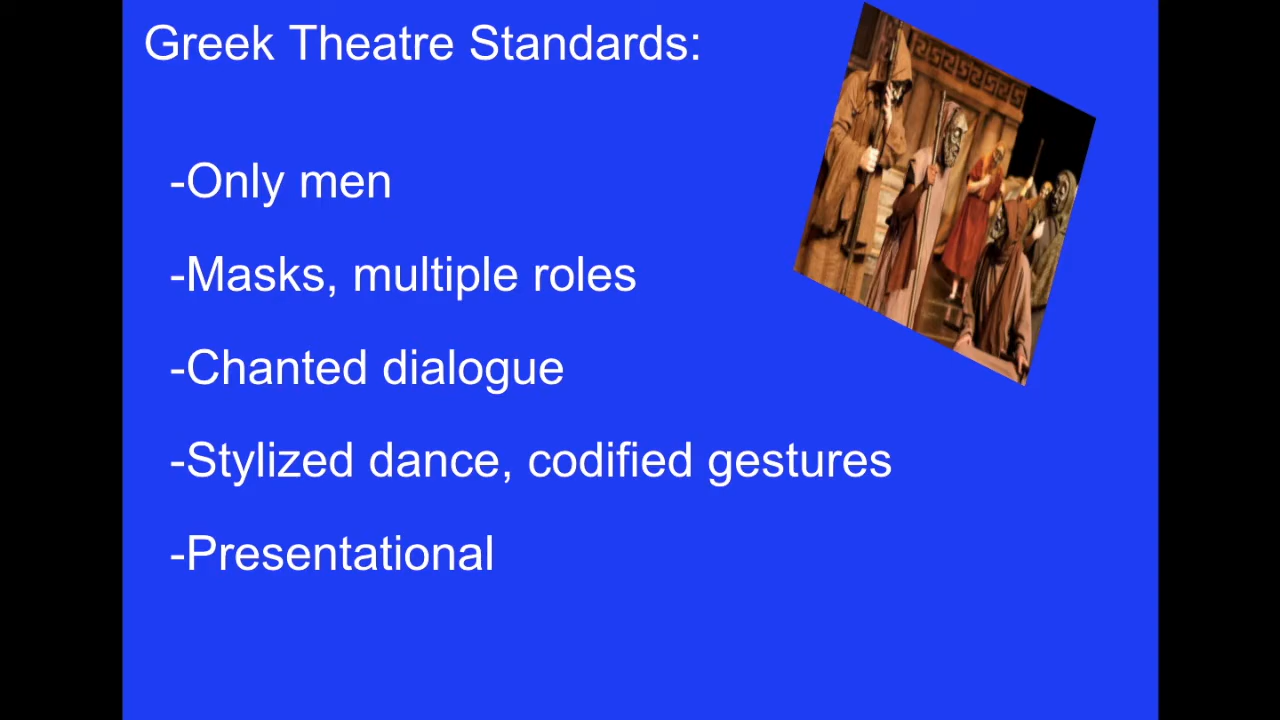 Greek Theatre Standards:
-Only men
-Masks, multiple roles
-Chanted dialogue
-Stylized dance, codified gestures
-Presentational